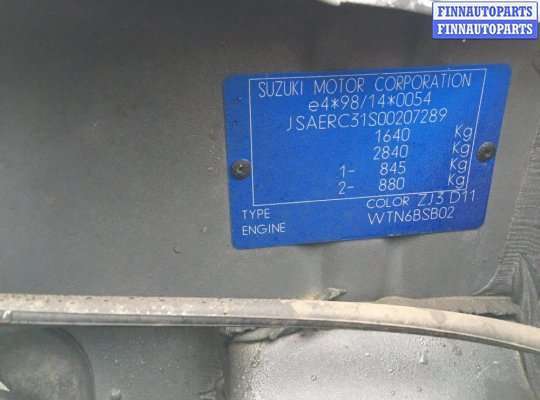 FINNAUTOPARTS
FINNAUTOPARTS
SUZUKI MOTOR CORPORATION
e4*98/14*0054
JSAERC31S00207289
1640 Kg
2840 Kg
1- 845 Kg
2- 880 Kg
COLOR ZJ3 D11
TYPE WTN6BSB02
ENGINE